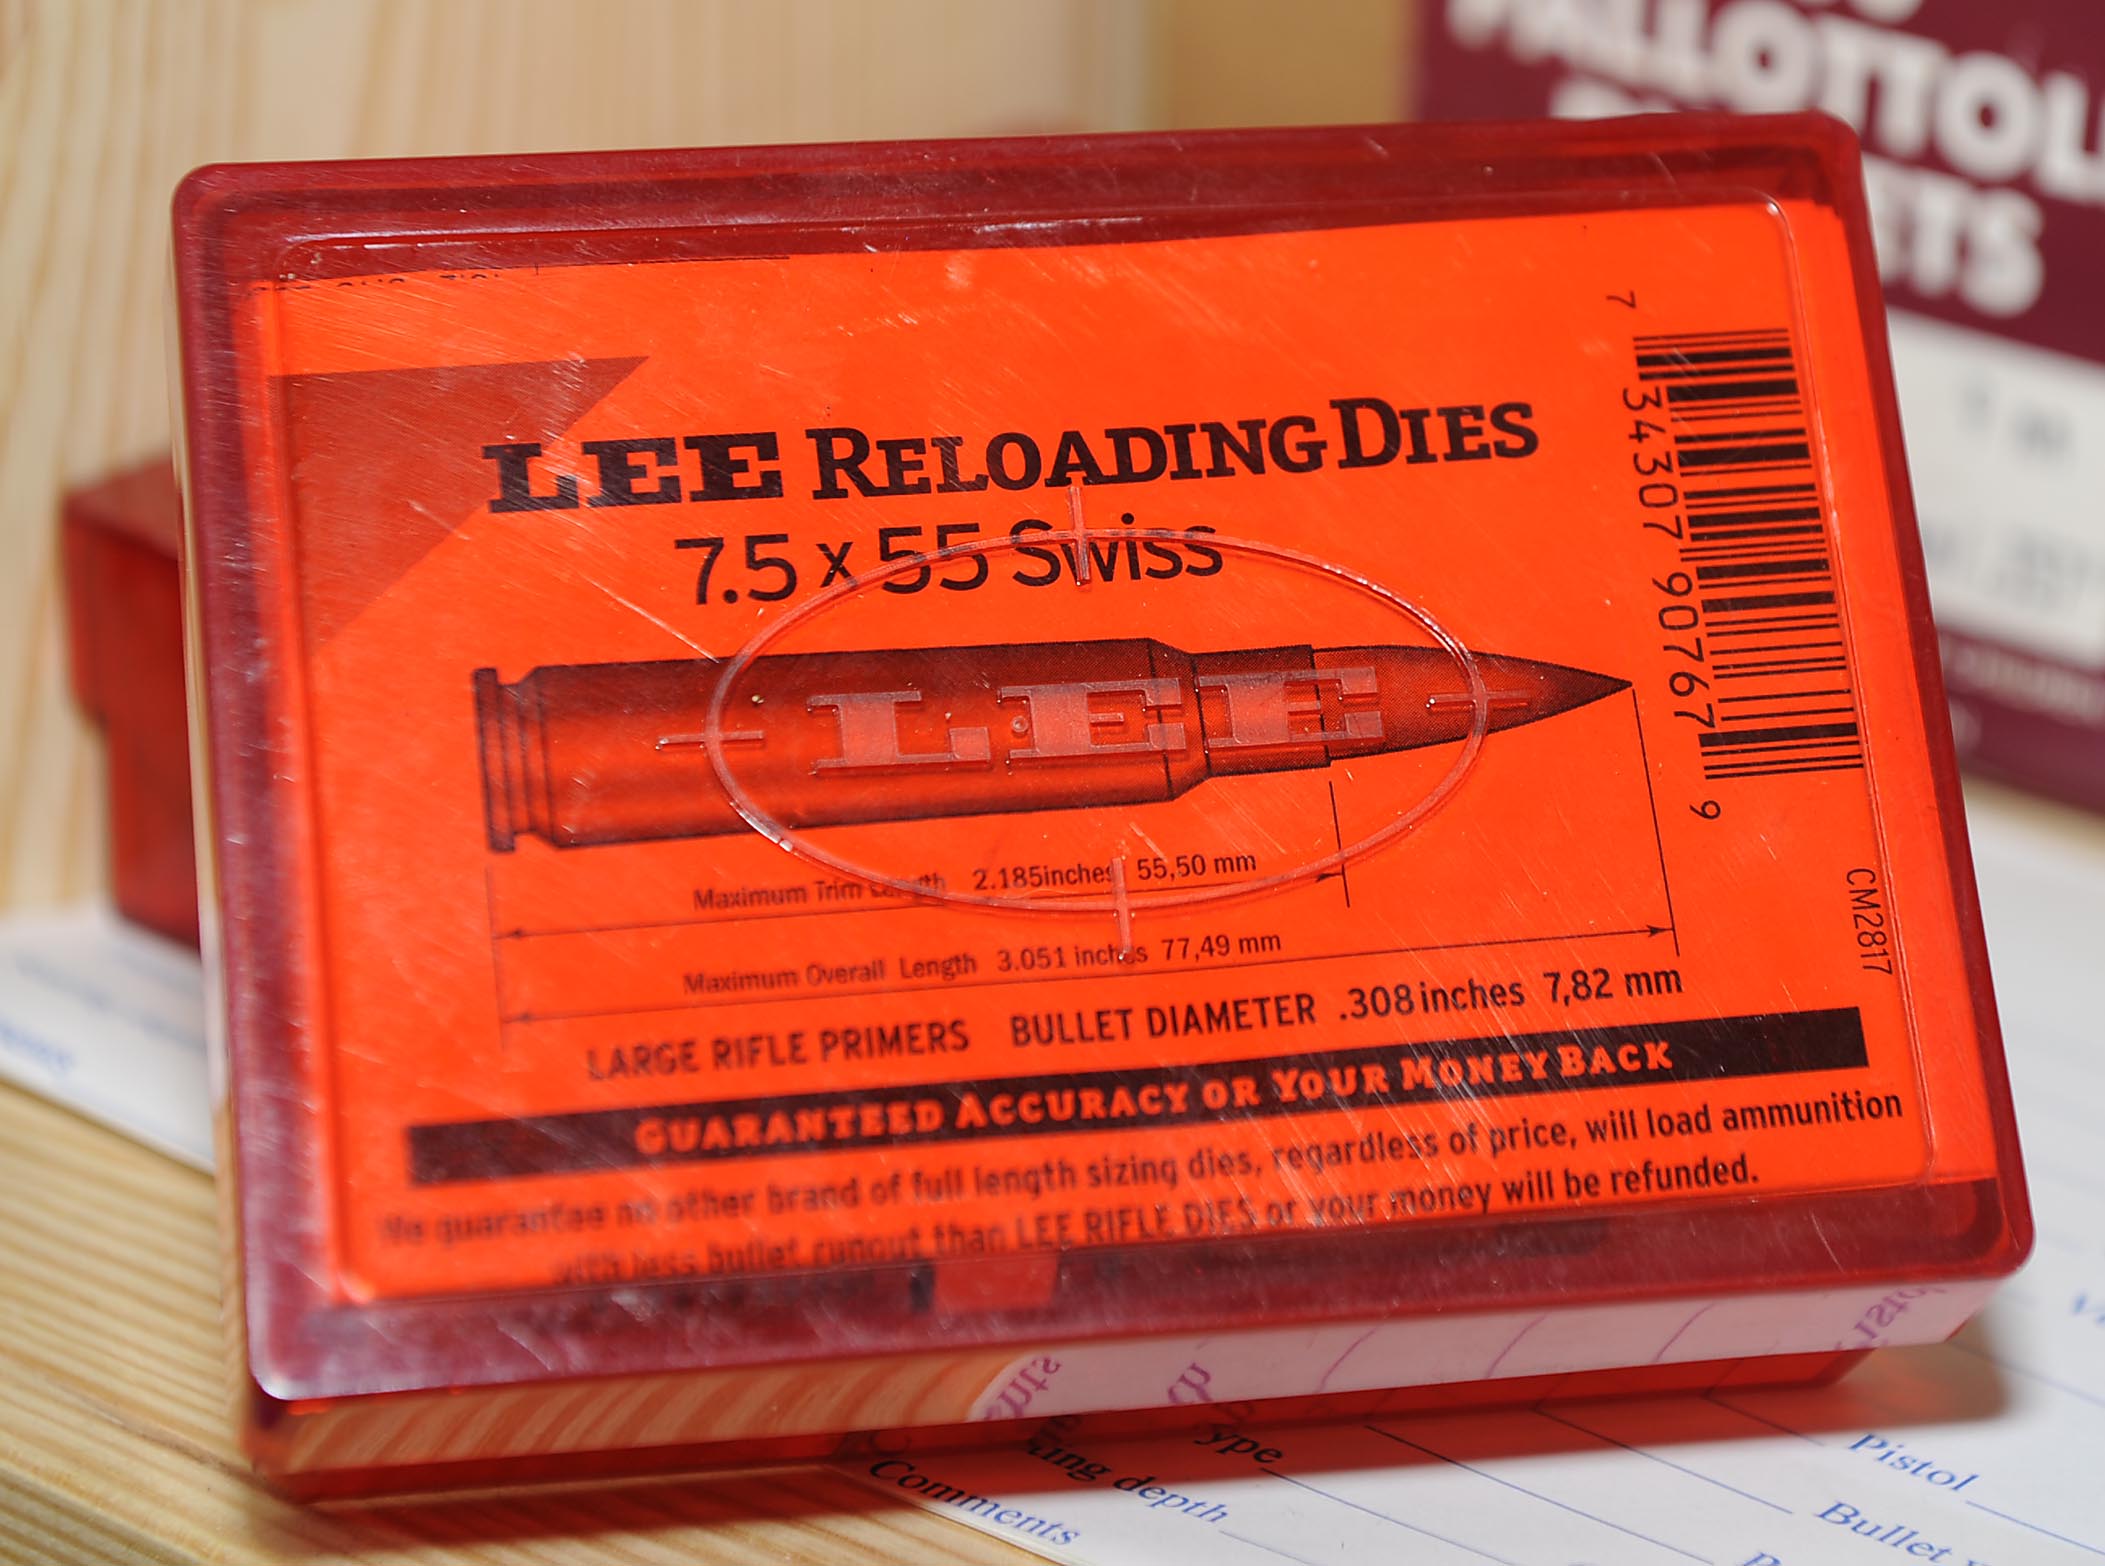 LEE RELOADING DIES
7.5 x 55 Swiss
LEE
Maximum Trim Length 2.185inches 55,50 mm
Maximum Overall Length 3.051 inches 77,49 mm
LARGE RIFLE PRIMERS BULLET DIAMETER .308 inches 7,82 mm
GUARANTEED ACCURACY OR YOUR MONEY BACK
We guarantee no other brand of full length sizing dies, regardless of price, will load ammunition
with less bullet runout than LEE RIFLE DIES or your money will be refunded.
7 34307 90767 9
CM2817
Pistol
Bullet
depth
Comments